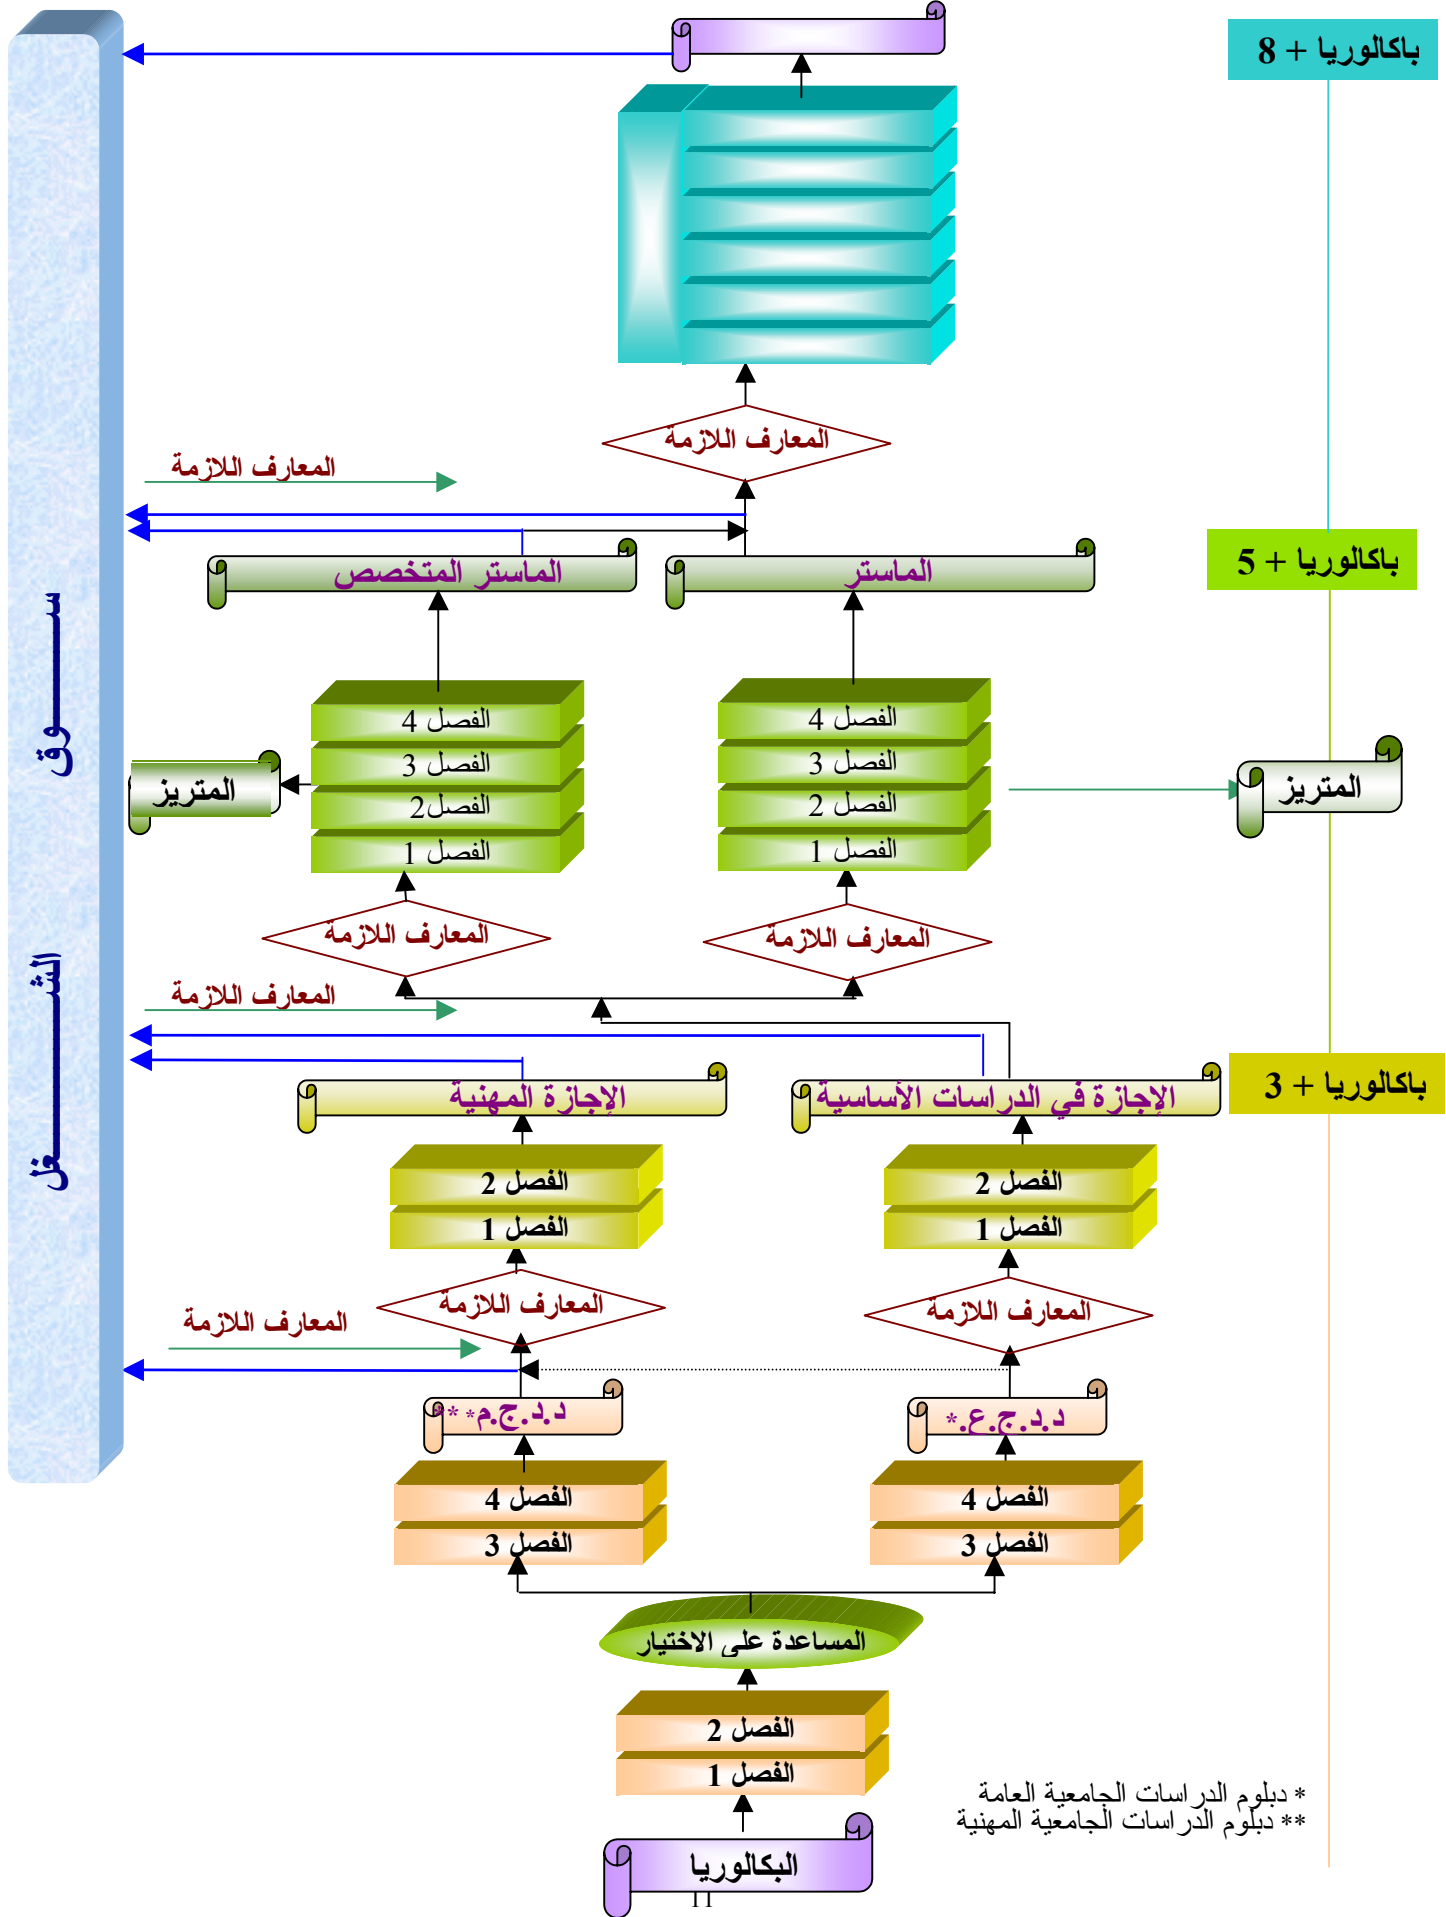 باكالوريا + 8
المعارف اللازمة
المعارف اللازمة
باكالوريا + 5
الماستر
الماستر المتخصص
الفصل 4
الفصل 3
الفصل 2
الفصل 1
الفصل 4
الفصل 3
الفصل2
الفصل 1
المتريز
المتريز
المعارف اللازمة
المعارف اللازمة
المعارف اللازمة
باكالوريا + 3
الإجازة في الدراسات الأساسية
الإجازة المهنية
الفصل 2
الفصل 1
الفصل 2
الفصل 1
المعارف اللازمة
المعارف اللازمة
المعارف اللازمة
د.د.ج.ع.*
د.د.ج.م* **
الفصل 4
الفصل 3
الفصل 4
الفصل 3
المساعدة على الاختيار
الفصل 2
الفصل 1
البكالوريا
* دبلوم الدراسات الجامعية العامة
** دبلوم الدراسات الجامعية المهنية
11
ســــــوق الشـــــــــغل